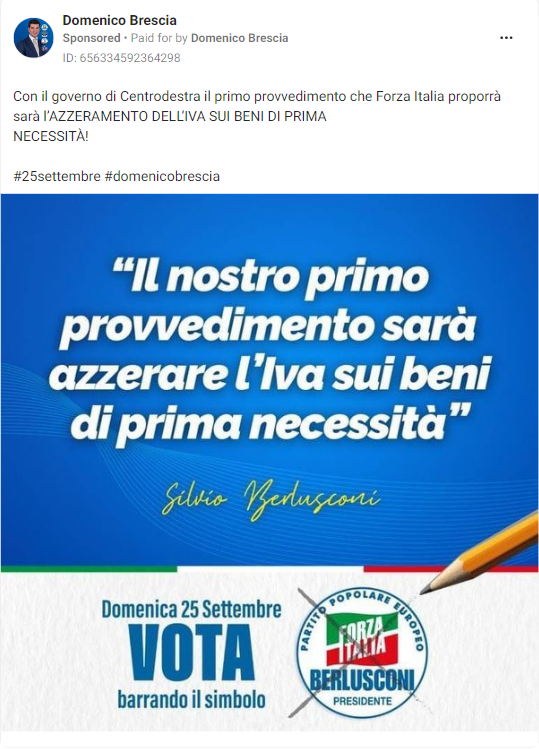 Domenico Brescia
Sponsored • Paid for by Domenico Brescia
ID: 656334592364298
Con il governo di Centrodestra il primo provvedimento che Forza Italia proporrà
sarà l'AZZERAMENTO DELL'IVA SUI BENI DI PRIMA
NECESSITÀ!
#25settembre #domenicobrescia
“Il nostro primo
provvedimento sarà
azzerare l'Iva sui beni
di prima necessità”
Silvio Berlusconi
Domenica 25 Settembre
VOTA
barrando il simbolo
PARTITO POPOLARE EUROPEO
FORZA
ITALIA
BERLUSCONI
PRESIDENTE